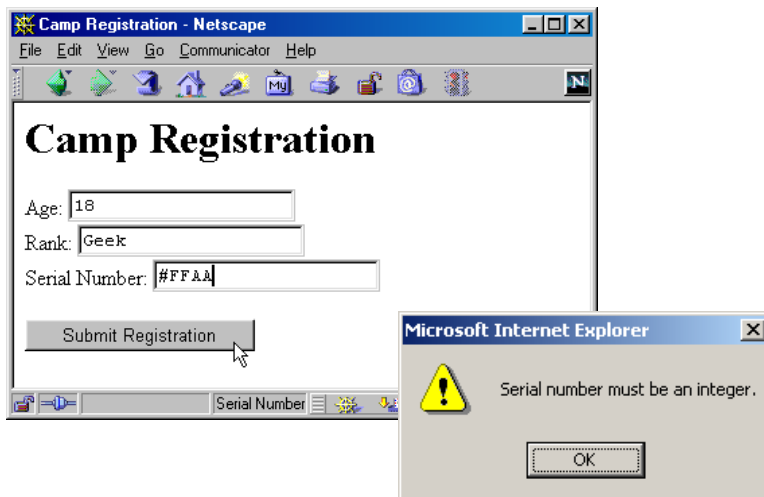 Camp Registration - Netscape
File Edit View Go Communicator Help
My @ N
Camp Registration
Age: 18
Rank: Geek
Serial Number: #FFAA
Submit Registration
Serial Number
Microsoft Internet Explorer
Serial number must be an integer.
OK